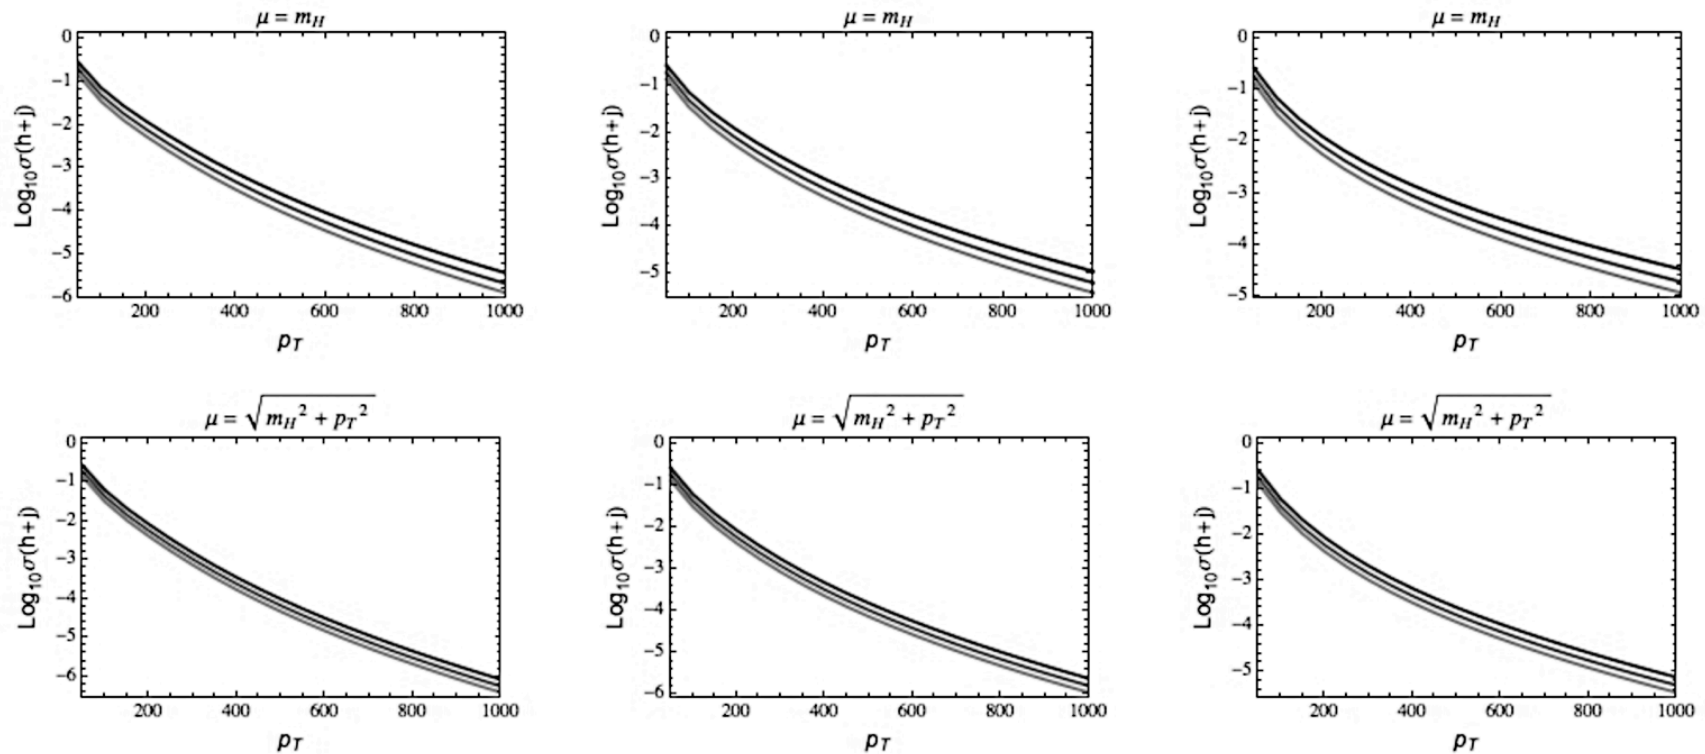 μ = m_H
μ = m_H
μ = m_H
0
−1
−2
−3
−4
−5
−6
Log₁₀σ(h+j)
200 400 600 800 1000
p_T
0
−1
−2
−3
−4
−5
Log₁₀σ(h+j)
200 400 600 800 1000
p_T
0
−1
−2
−3
−4
−5
Log₁₀σ(h+j)
200 400 600 800 1000
p_T
μ = √(m_H² + p_T²)
μ = √(m_H² + p_T²)
μ = √(m_H² + p_T²)
0
−1
−2
−3
−4
−5
−6
Log₁₀σ(h+j)
200 400 600 800 1000
p_T
0
−1
−2
−3
−4
−5
−6
Log₁₀σ(h+j)
200 400 600 800 1000
p_T
0
−1
−2
−3
−4
−5
Log₁₀σ(h+j)
200 400 600 800 1000
p_T